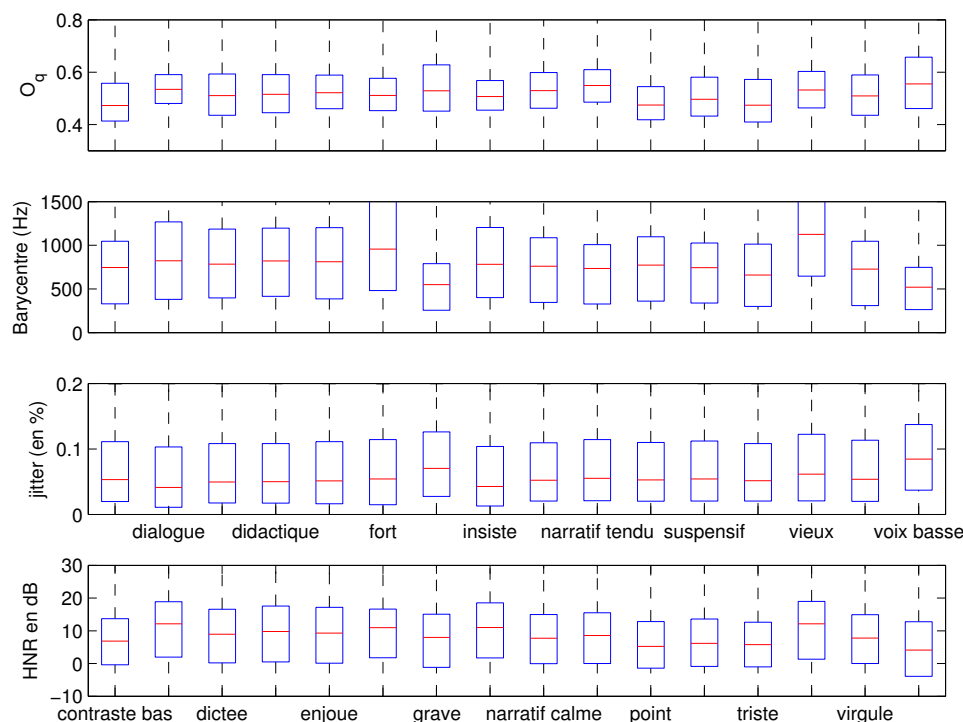 0.8
0.6
0.4
O_q
1500
1000
500
0
Barycentre (Hz)
0.2
0.1
0
jitter (en %)
dialogue didactique fort insiste narratif tendu suspensif vieux voix basse
30
20
10
0
−10
HNR en dB
contraste bas dictee enjoue grave narratif calme point triste virgule